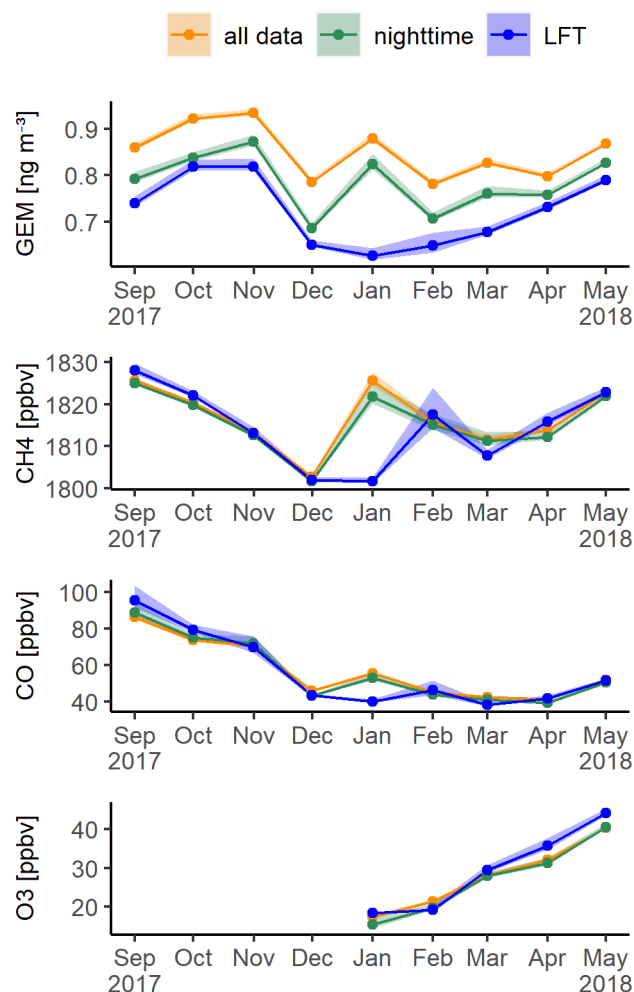 all data nighttime LFT
GEM [ng m⁻³]
0.9
0.8
0.7
Sep Oct Nov Dec Jan Feb Mar Apr May
2017 2018
CH4 [ppbv]
1830
1820
1810
1800
Sep Oct Nov Dec Jan Feb Mar Apr May
2017 2018
CO [ppbv]
100
80
60
40
Sep Oct Nov Dec Jan Feb Mar Apr May
2017 2018
O3 [ppbv]
40
30
20
Sep Oct Nov Dec Jan Feb Mar Apr May
2017 2018